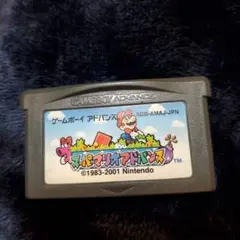 GAME BOY ADVANCE
ゲームボーイ アドバンス
AGB-AMAJ-JPN
スーパーマリオアドバンス
TM
©1983-2001 Nintendo